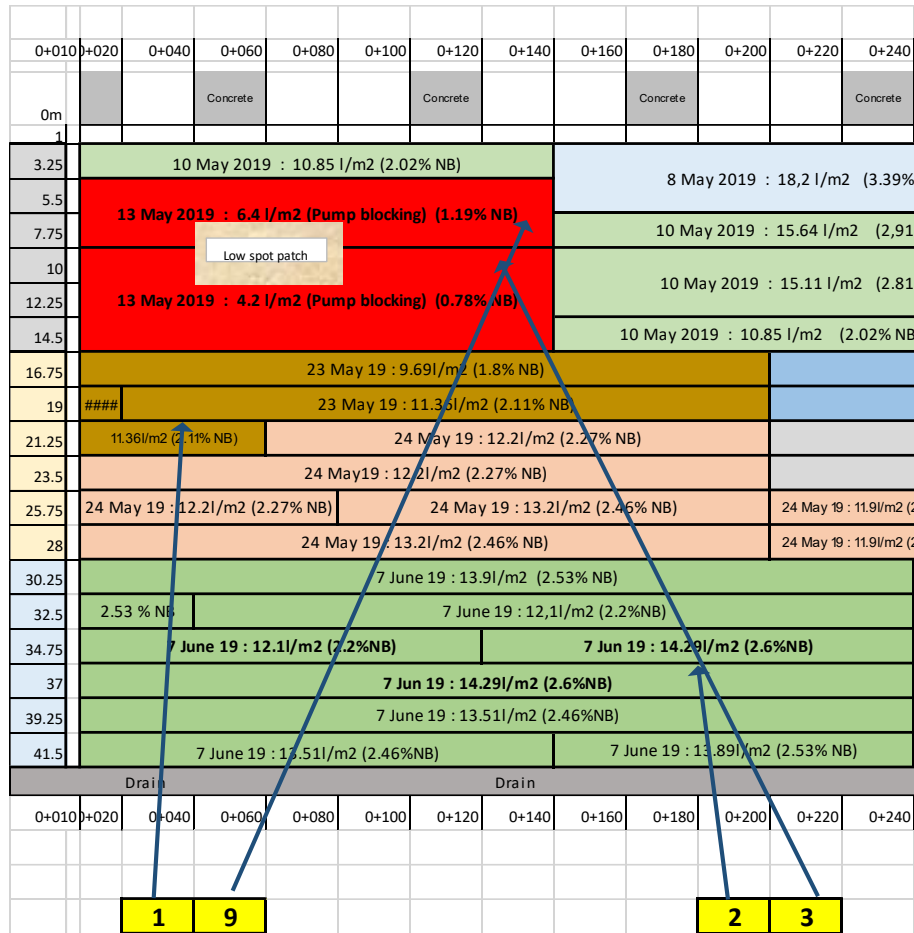 0+010 0+020 0+040 0+060 0+080 0+100 0+120 0+140 0+160 0+180 0+200 0+220 0+240
Concrete Concrete Concrete Concrete
0m
1
3.25 10 May 2019 : 10.85 l/m2 (2.02% NB)
8 May 2019 : 18,2 l/m2 (3.39%
5.5
13 May 2019 : 6.4 l/m2 (Pump blocking) (1.19% NB)
7.75 10 May 2019 : 15.64 l/m2 (2,91
Low spot patch
10
10 May 2019 : 15.11 l/m2 (2.81
12.25 13 May 2019 : 4.2 l/m2 (Pump blocking) (0.78% NB)
14.5 10 May 2019 : 10.85 l/m2 (2.02% NB
16.75 23 May 19 : 9.69l/m2 (1.8% NB)
19 #### 23 May 19 : 11.36l/m2 (2.11% NB)
21.25 11.36l/m2 (2.11% NB) 24 May 19 : 12.2l/m2 (2.27% NB)
23.5 24 May19 : 12.2l/m2 (2.27% NB)
25.75 24 May 19 : 12.2l/m2 (2.27% NB) 24 May 19 : 13.2l/m2 (2.46% NB) 24 May 19 : 11.9l/m2 (2
28 24 May 19 : 13.2l/m2 (2.46% NB) 24 May 19 : 11.9l/m2 (2
30.25 7 June 19 : 13.9l/m2 (2.53% NB)
32.5 2.53 % NB 7 June 19 : 12,1l/m2 (2.2%NB)
34.75 7 June 19 : 12.1l/m2 (2.2%NB) 7 Jun 19 : 14.29l/m2 (2.6%NB)
37 7 Jun 19 : 14.29l/m2 (2.6%NB)
39.25 7 June 19 : 13.51l/m2 (2.46%NB)
41.5 7 June 19 : 13.51l/m2 (2.46%NB) 7 June 19 : 13.89l/m2 (2.53% NB)
Drain Drain
0+010 0+020 0+040 0+060 0+080 0+100 0+120 0+140 0+160 0+180 0+200 0+220 0+240
1 9 2 3